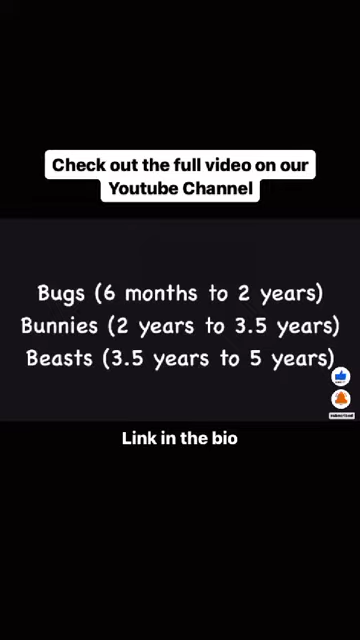 Check out the full video on our
Youtube Channel
Bugs (6 months to 2 years)
Bunnies (2 years to 3.5 years)
Beasts (3.5 years to 5 years)
Link in the bio